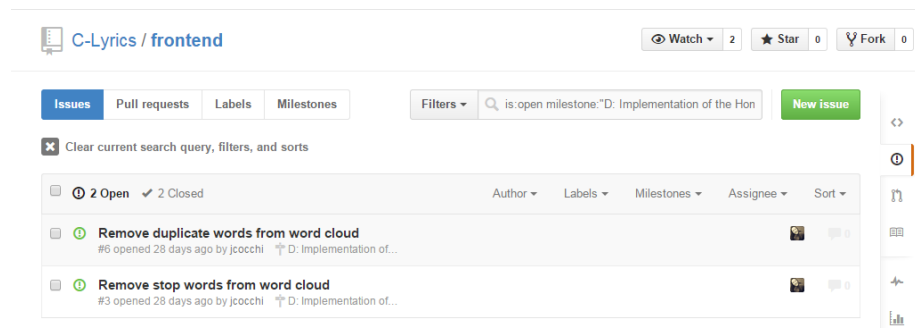 C-Lyrics / frontend
Watch 2 Star 0 Fork 0
Issues Pull requests Labels Milestones Filters is:open milestone:"D: Implementation of the Hon New issue
Clear current search query, filters, and sorts
2 Open 2 Closed Author Labels Milestones Assignee Sort
Remove duplicate words from word cloud 0
#6 opened 28 days ago by jcocchi D: Implementation of...
Remove stop words from word cloud 0
#3 opened 28 days ago by jcocchi D: Implementation of...